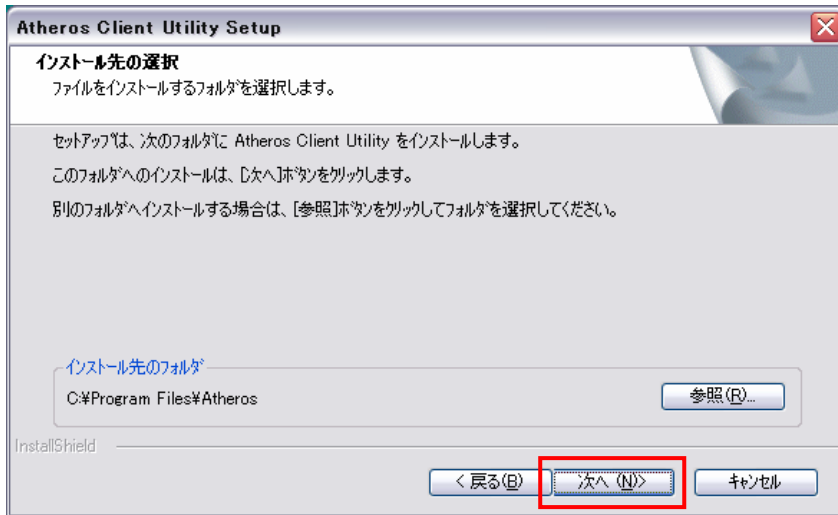 Atheros Client Utility Setup
インストール先の選択
ファイルをインストールするフォルダを選択します。
セットアップは、次のフォルダに Atheros Client Utility をインストールします。
このフォルダへのインストールは、[次へ]ボタンをクリックします。
別のフォルダへインストールする場合は、[参照]ボタンをクリックしてフォルダを選択してください。
インストール先のフォルダ
C:¥Program Files¥Atheros
参照(R)...
InstallShield
< 戻る(B)
次へ (N)>
キャンセル